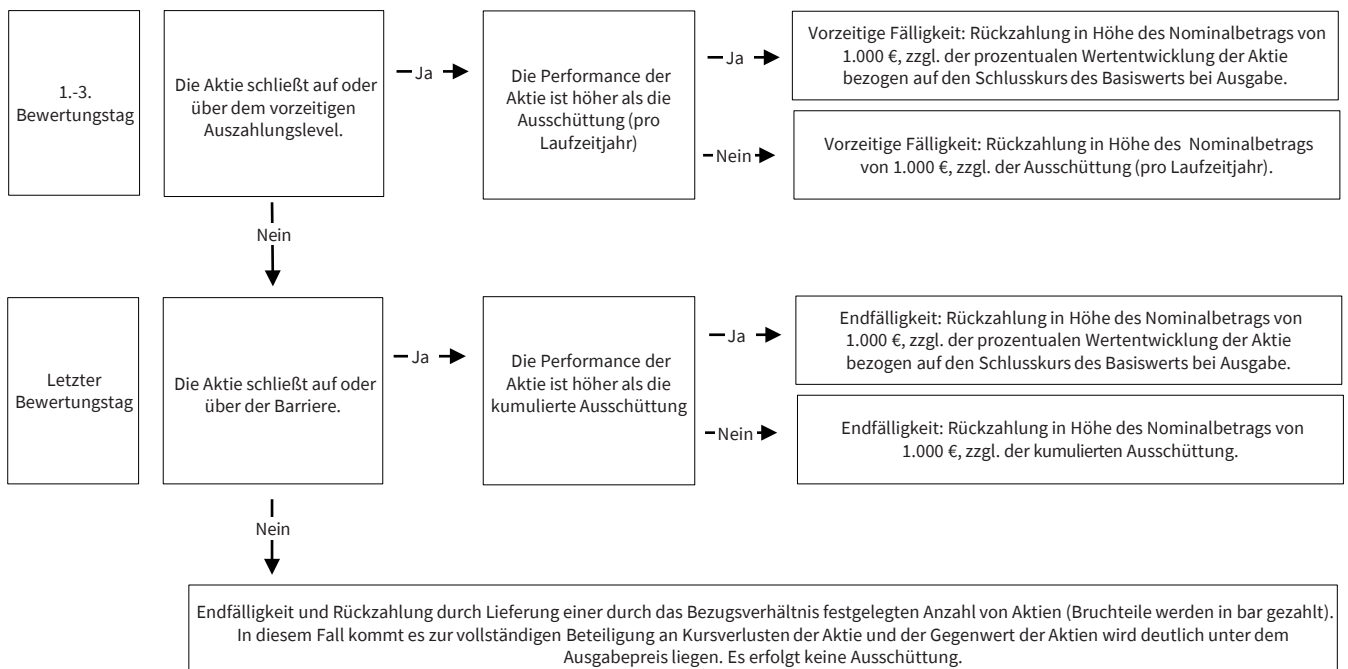 1.-3.
Bewertungstag
Die Aktie schließt auf oder
über dem vorzeitigen
Auszahlungslevel.
Ja
Die Performance der
Aktie ist höher als die
Ausschüttung (pro
Laufzeitjahr)
Ja
Vorzeitige Fälligkeit: Rückzahlung in Höhe des Nominalbetrags von
1.000 €, zzgl. der prozentualen Wertentwicklung der Aktie
bezogen auf den Schlusskurs des Basiswerts bei Ausgabe.
Nein
Vorzeitige Fälligkeit: Rückzahlung in Höhe des Nominalbetrags
von 1.000 €, zzgl. der Ausschüttung (pro Laufzeitjahr).
Nein
Letzter
Bewertungstag
Die Aktie schließt auf oder
über der Barriere.
Ja
Die Performance der
Aktie ist höher als die
kumulierte Ausschüttung
Ja
Endfälligkeit: Rückzahlung in Höhe des Nominalbetrags von
1.000 €, zzgl. der prozentualen Wertentwicklung der Aktie
bezogen auf den Schlusskurs des Basiswerts bei Ausgabe.
Nein
Endfälligkeit: Rückzahlung in Höhe des Nominalbetrags von
1.000 €, zzgl. der kumulierten Ausschüttung.
Nein
Endfälligkeit und Rückzahlung durch Lieferung einer durch das Bezugsverhältnis festgelegten Anzahl von Aktien (Bruchteile werden in bar gezahlt).
In diesem Fall kommt es zur vollständigen Beteiligung an Kursverlusten der Aktie und der Gegenwert der Aktien wird deutlich unter dem
Ausgabepreis liegen. Es erfolgt keine Ausschüttung.